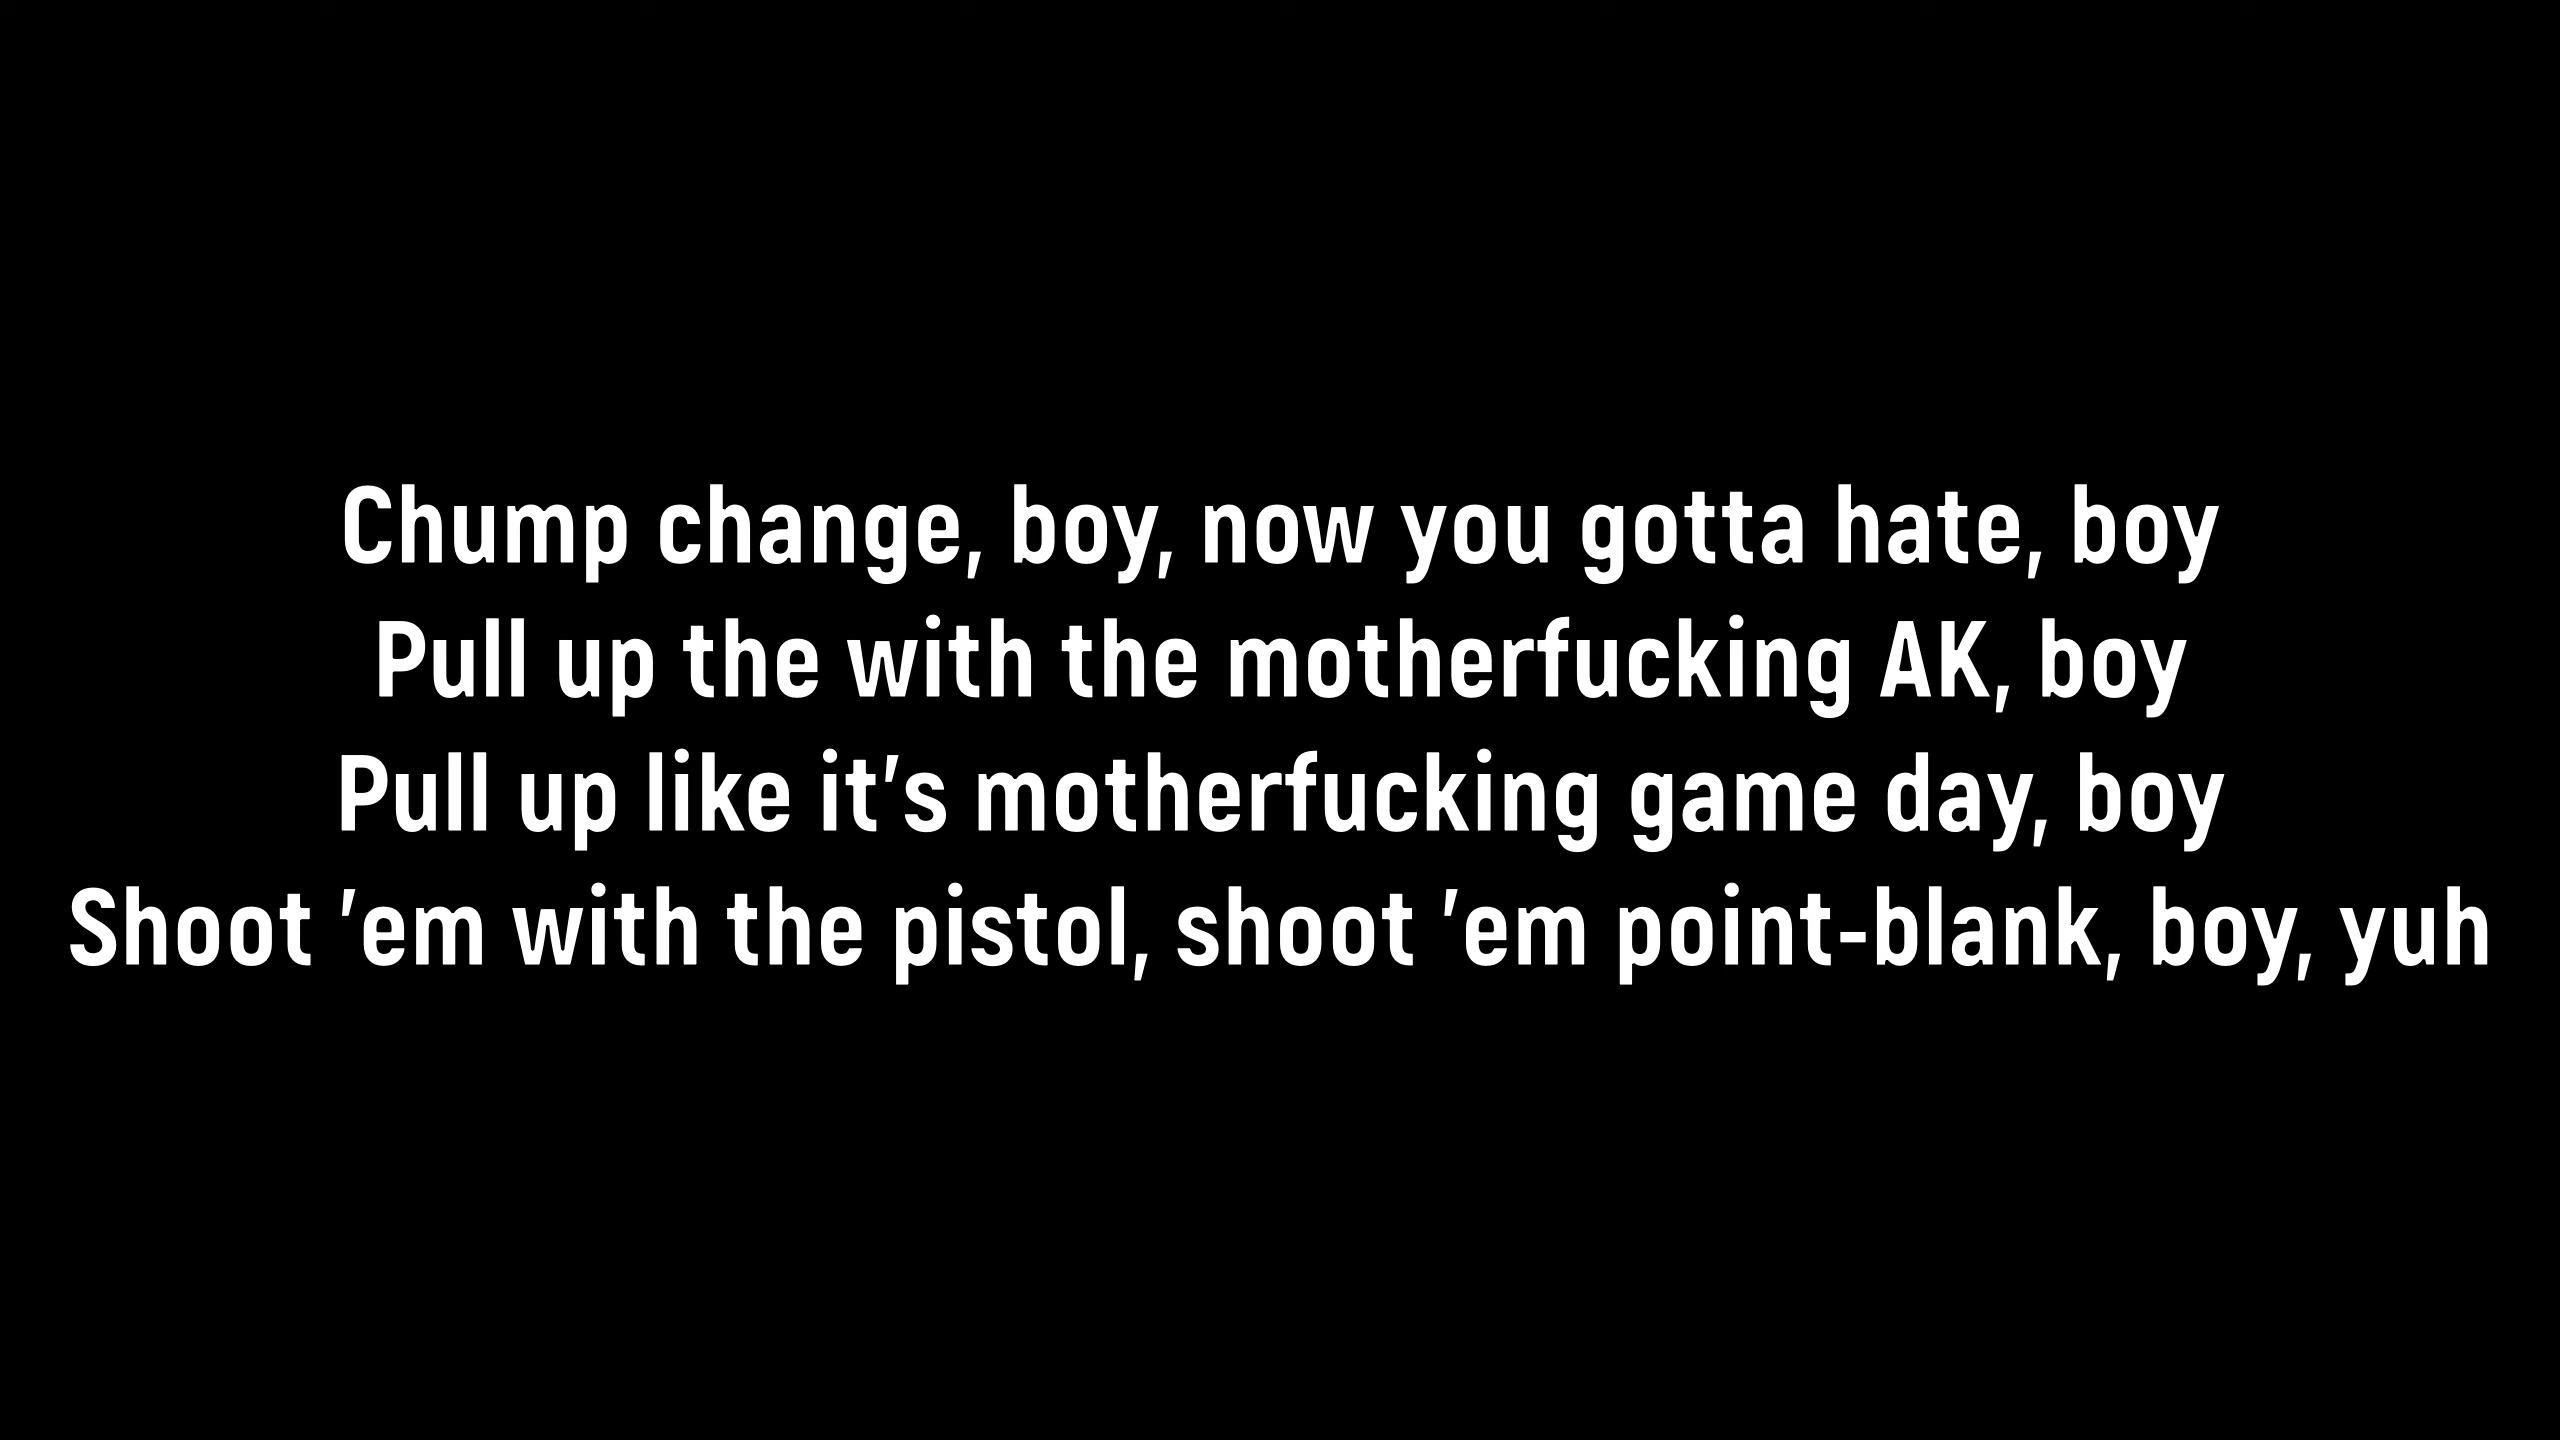 Chump change, boy, now you gotta hate, boy
Pull up the with the motherfucking AK, boy
Pull up like it's motherfucking game day, boy
Shoot 'em with the pistol, shoot 'em point-blank, boy, yuh